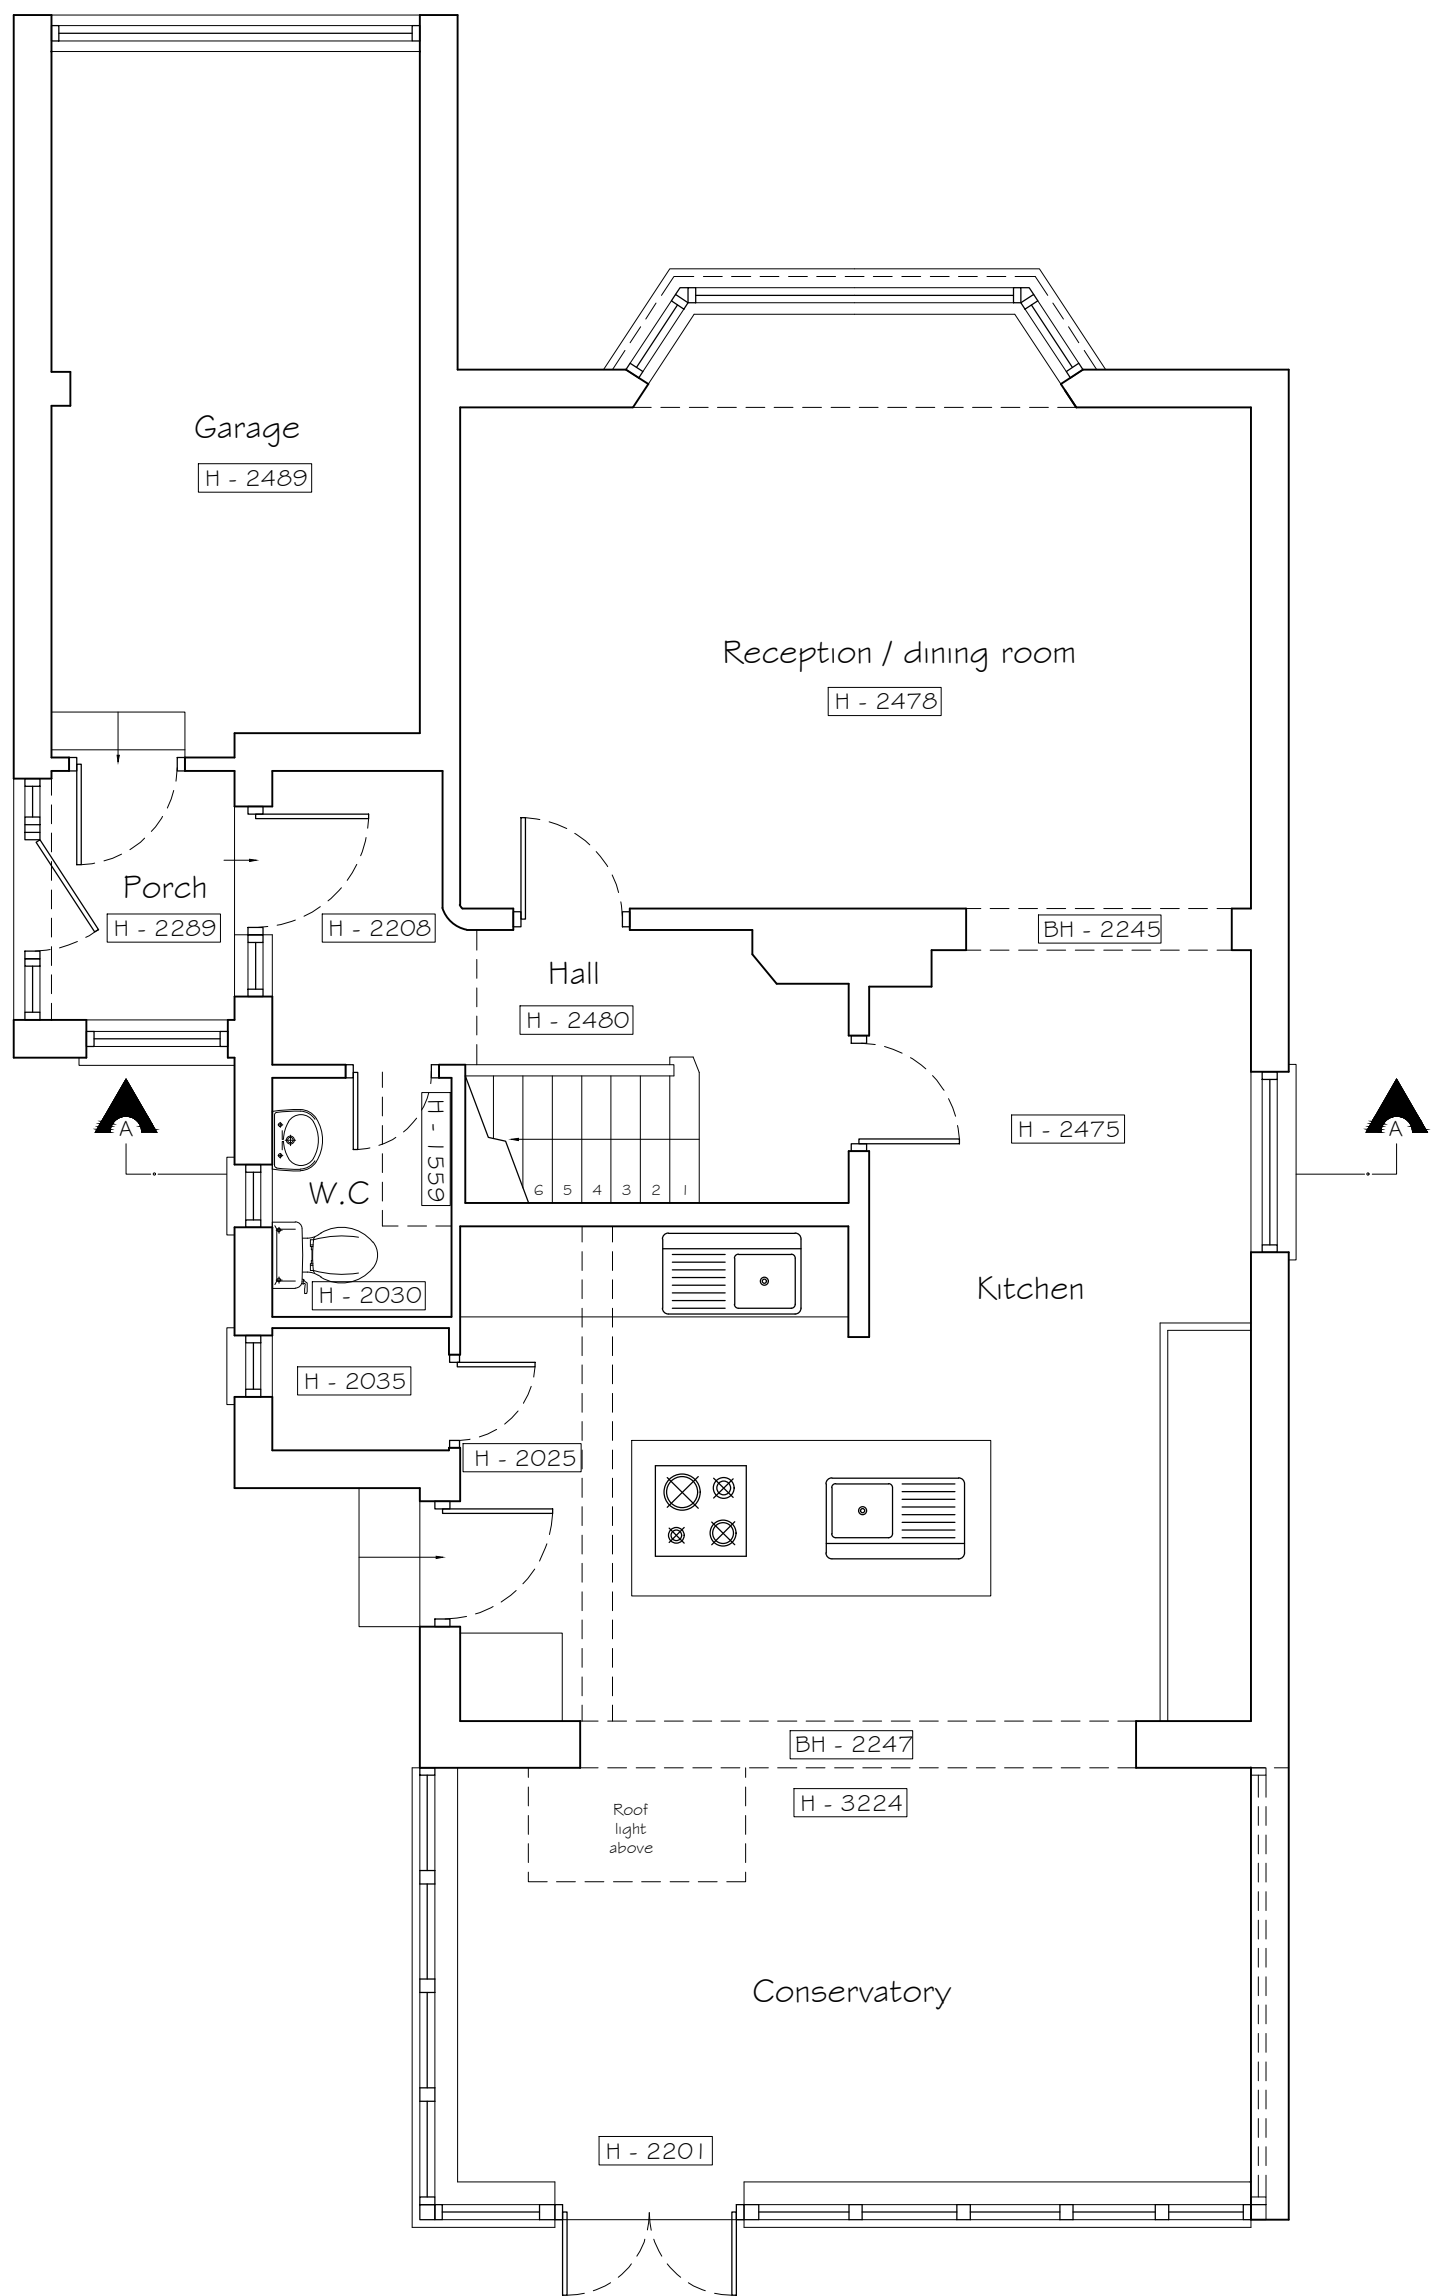 Garage
H - 2489
Reception / dining room
H - 2478
Porch
H - 2289
H - 2208
BH - 2245
Hall
H - 2480
A
H - 1559
H - 2475
A
W.C
6 5 4 3 2 1
H - 2030
Kitchen
H - 2035
H - 2025
BH - 2247
H - 3224
Roof
light
above
Conservatory
H - 2201